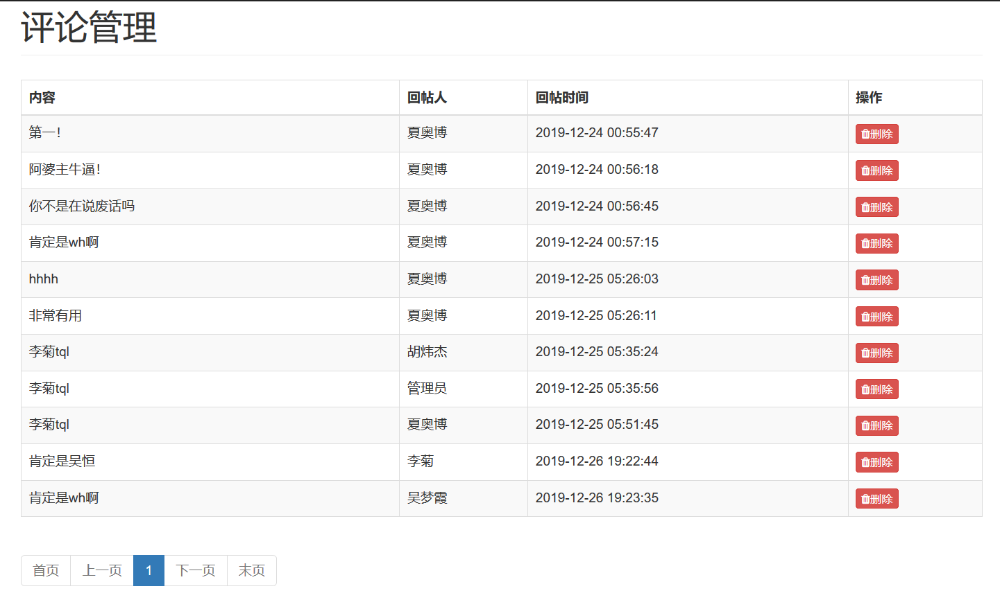 评论管理
内容 回帖人 回帖时间 操作
第一！ 夏奥博 2019-12-24 00:55:47 删除
阿婆主牛逼！ 夏奥博 2019-12-24 00:56:18 删除
你不是在说废话吗 夏奥博 2019-12-24 00:56:45 删除
肯定是wh啊 夏奥博 2019-12-24 00:57:15 删除
hhhh 夏奥博 2019-12-25 05:26:03 删除
非常有用 夏奥博 2019-12-25 05:26:11 删除
李菊tql 胡炜杰 2019-12-25 05:35:24 删除
李菊tql 管理员 2019-12-25 05:35:56 删除
李菊tql 夏奥博 2019-12-25 05:51:45 删除
肯定是吴恒 李菊 2019-12-26 19:22:44 删除
肯定是wh啊 吴梦霞 2019-12-26 19:23:35 删除
首页 上一页 1 下一页 末页